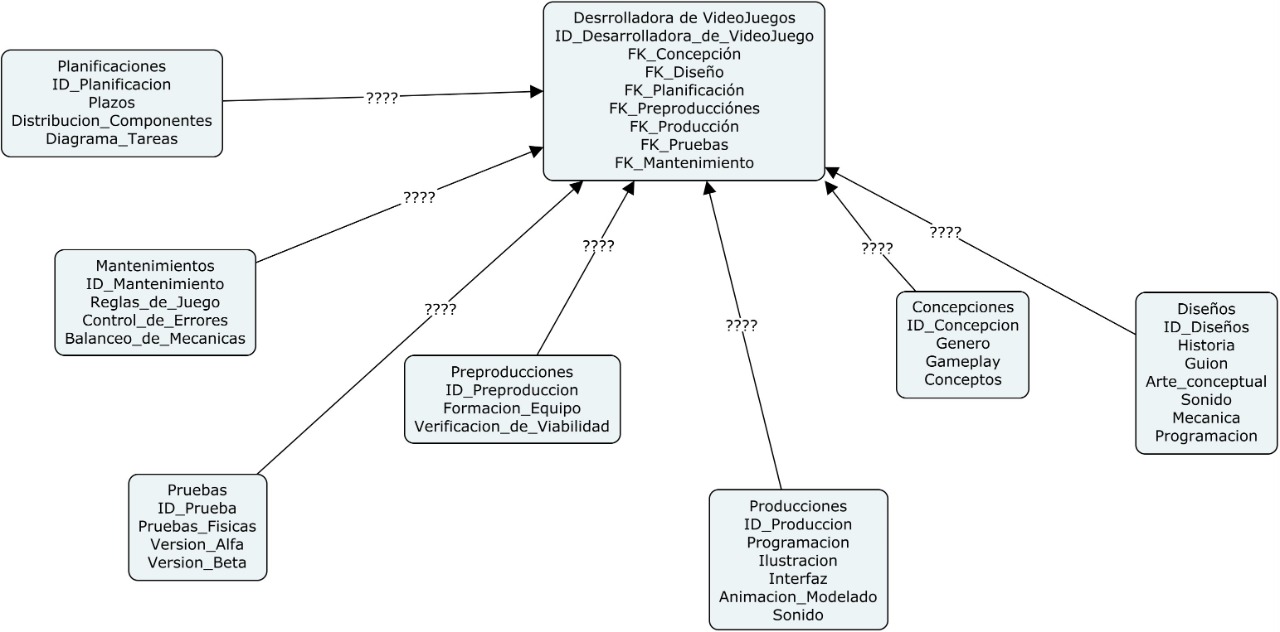 Desrrolladora de VideoJuegos
ID_Desarrolladora_de_VideoJuego
FK_Concepción
FK_Diseño
FK_Planificación
FK_Preproducciónes
FK_Producción
FK_Pruebas
FK_Mantenimiento
Planificaciones
ID_Planificacion
Plazos
Distribucion_Componentes
Diagrama_Tareas
????
????
????
????
????
????
????
Mantenimientos
ID_Mantenimiento
Reglas_de_Juego
Control_de_Errores
Balanceo_de_Mecanicas
Preproducciones
ID_Preproduccion
Formacion_Equipo
Verificacion_de_Viabilidad
Concepciones
ID_Concepcion
Genero
Gameplay
Conceptos
Diseños
ID_Diseños
Historia
Guion
Arte_conceptual
Sonido
Mecanica
Programacion
Pruebas
ID_Prueba
Pruebas_Fisicas
Version_Alfa
Version_Beta
Producciones
ID_Produccion
Programacion
Ilustracion
Interfaz
Animacion_Modelado
Sonido